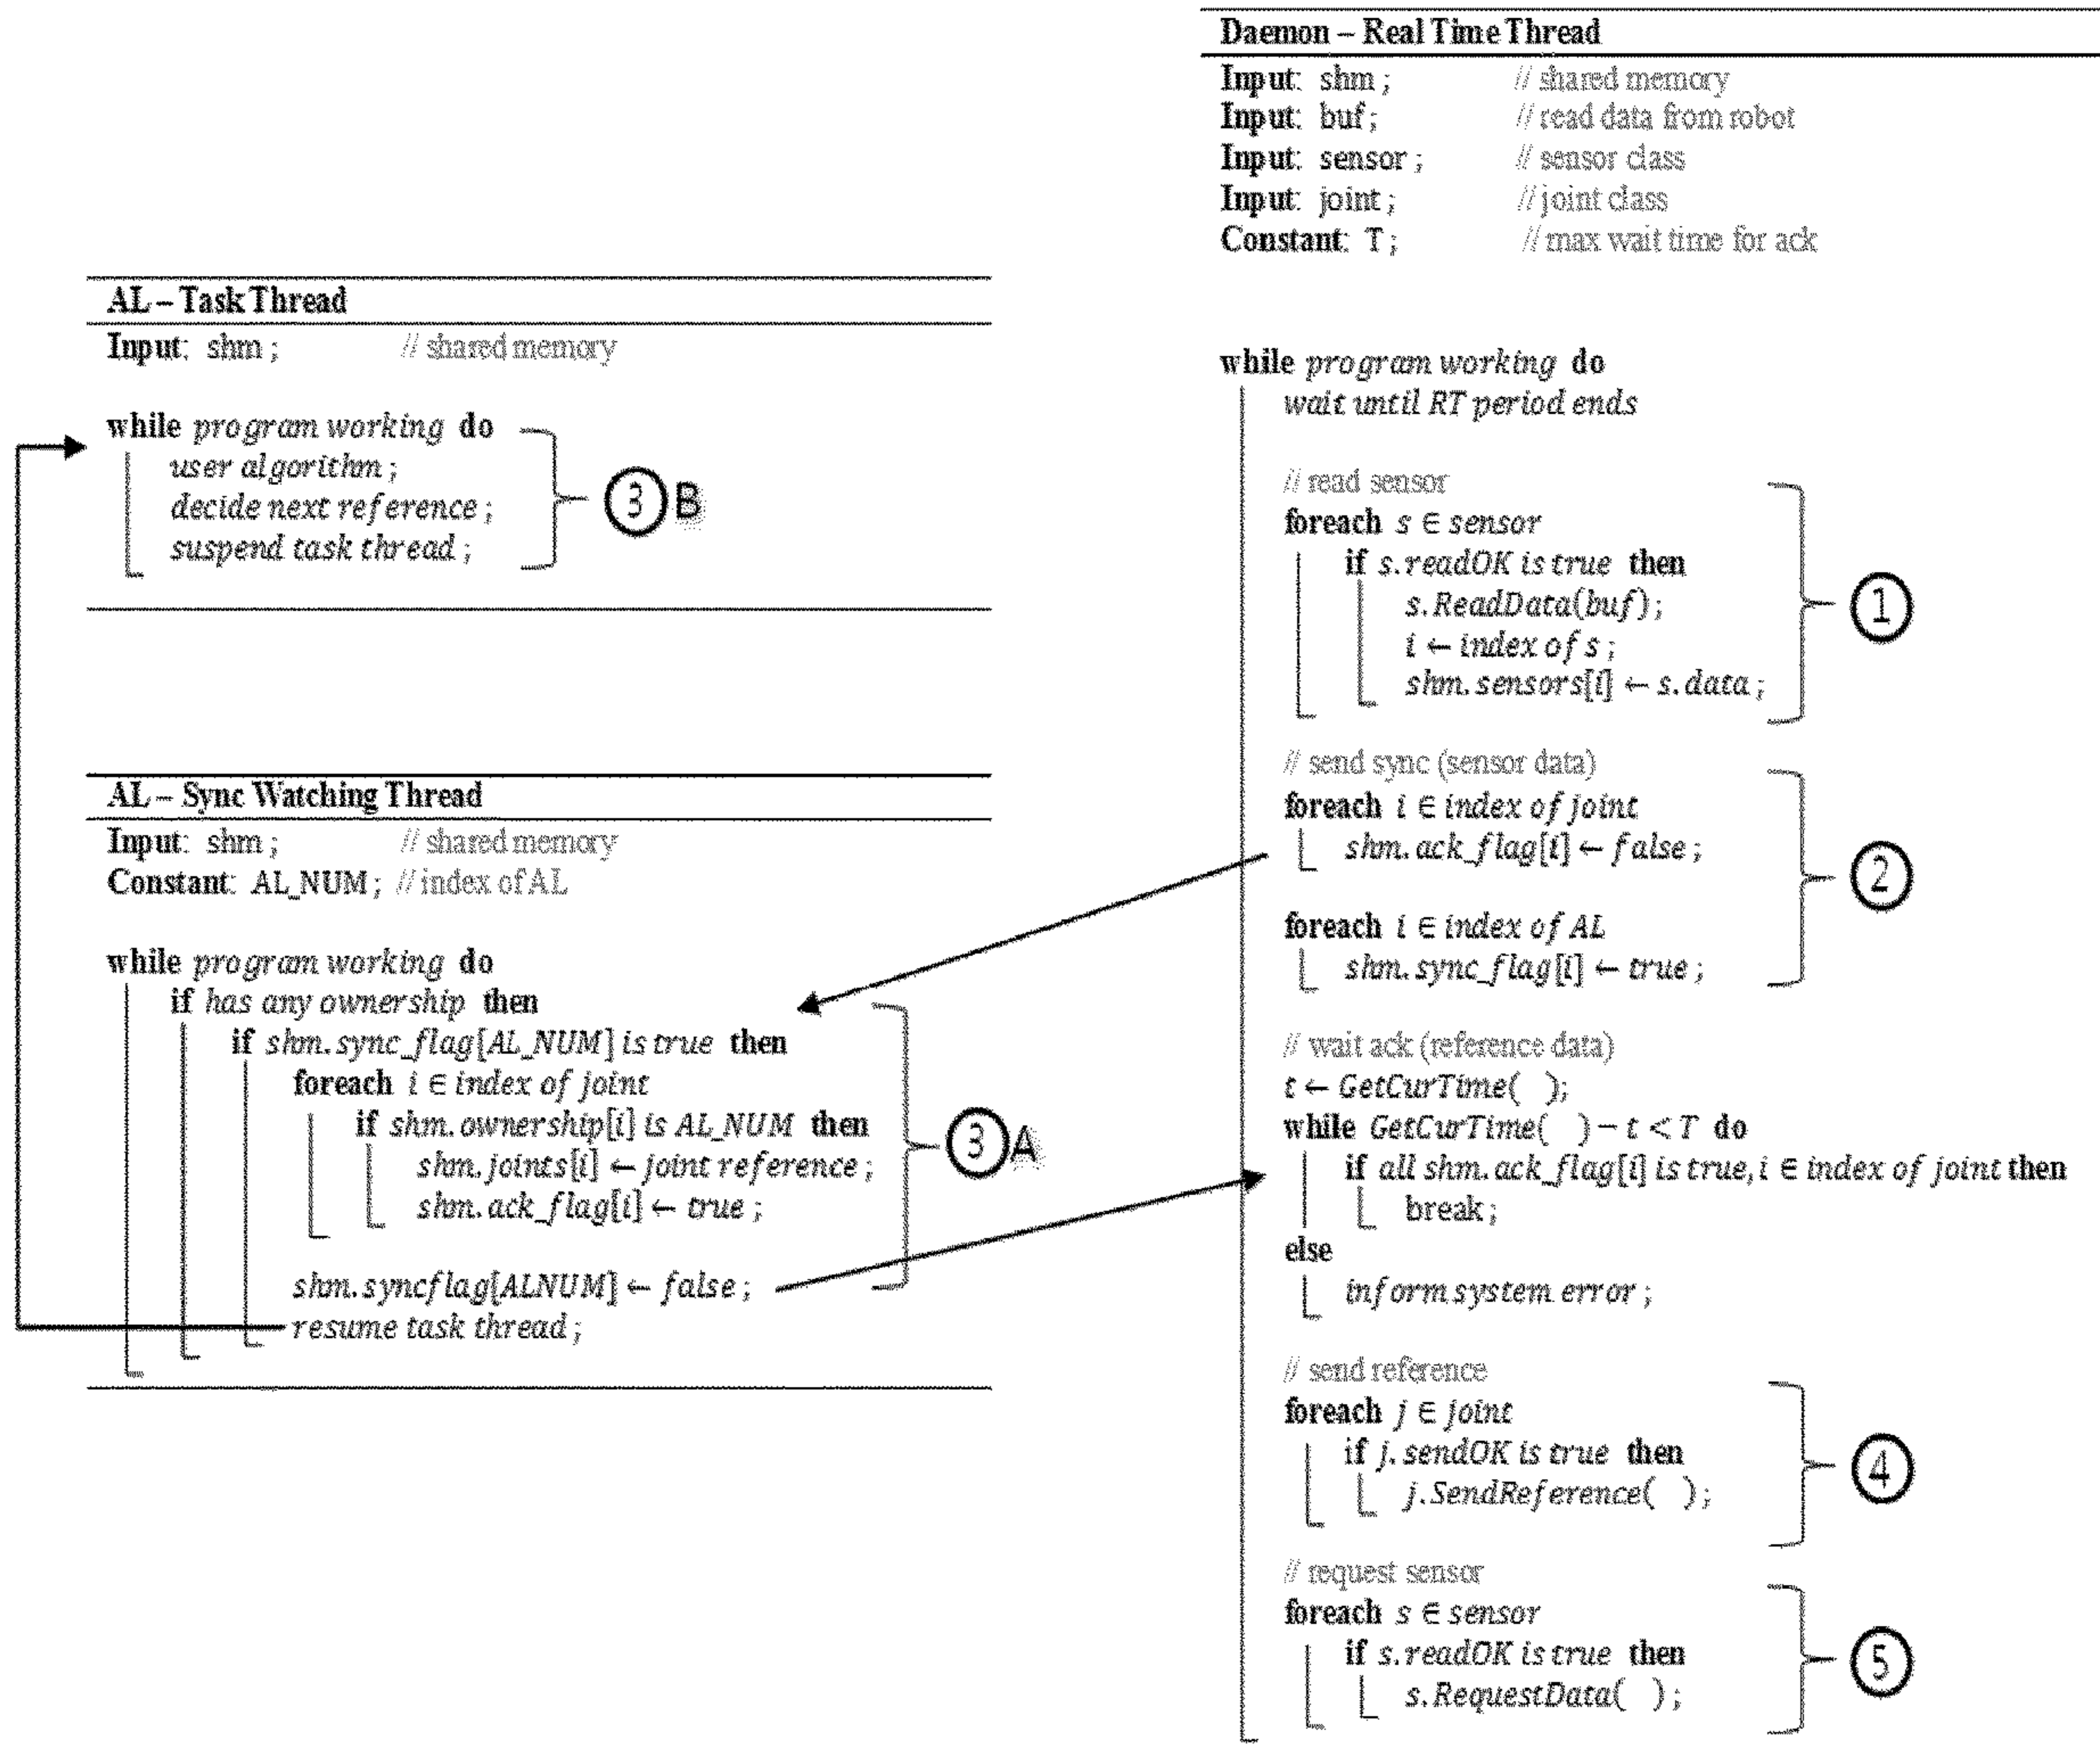 AL – Task Thread
Input: shm; // shared memory
while program working do
user algorithm;
decide next reference;
suspend task thread;
3 B
AL – Sync Watching Thread
Input: shm; // shared memory
Constant: AL_NUM; // index of AL
while program working do
if has any ownership then
if shm.sync_flag[AL_NUM] is true then
foreach i ∈ index of joint
if shm.ownership[i] is AL_NUM then
shm.joints[i] ← joint reference;
shm.ack_flag[i] ← true;
3 A
shm.syncflag[ALNUM] ← false;
resume task thread;
Daemon – Real Time Thread
Input: shm; // shared memory
Input: buf; // read data from robot
Input: sensor; // sensor class
Input: joint; // joint class
Constant: T; // max wait time for ack
while program working do
wait until RT period ends
// read sensor
foreach s ∈ sensor
if s.readOK is true then
s.ReadData(buf);
i ← index of s;
shm.sensors[i] ← s.data;
1
// send sync (sensor data)
foreach i ∈ index of joint
shm.ack_flag[i] ← false;
2
foreach i ∈ index of AL
shm.sync_flag[i] ← true;
// wait ack (reference data)
t ← GetCurTime( );
while GetCurTime( ) – t < T do
if all shm.ack_flag[i] is true, i ∈ index of joint then
break;
else
inform system error;
// send reference
foreach j ∈ joint
if j.sendOK is true then
j.SendReference( );
4
// request sensor
foreach s ∈ sensor
if s.readOK is true then
s.RequestData( );
5